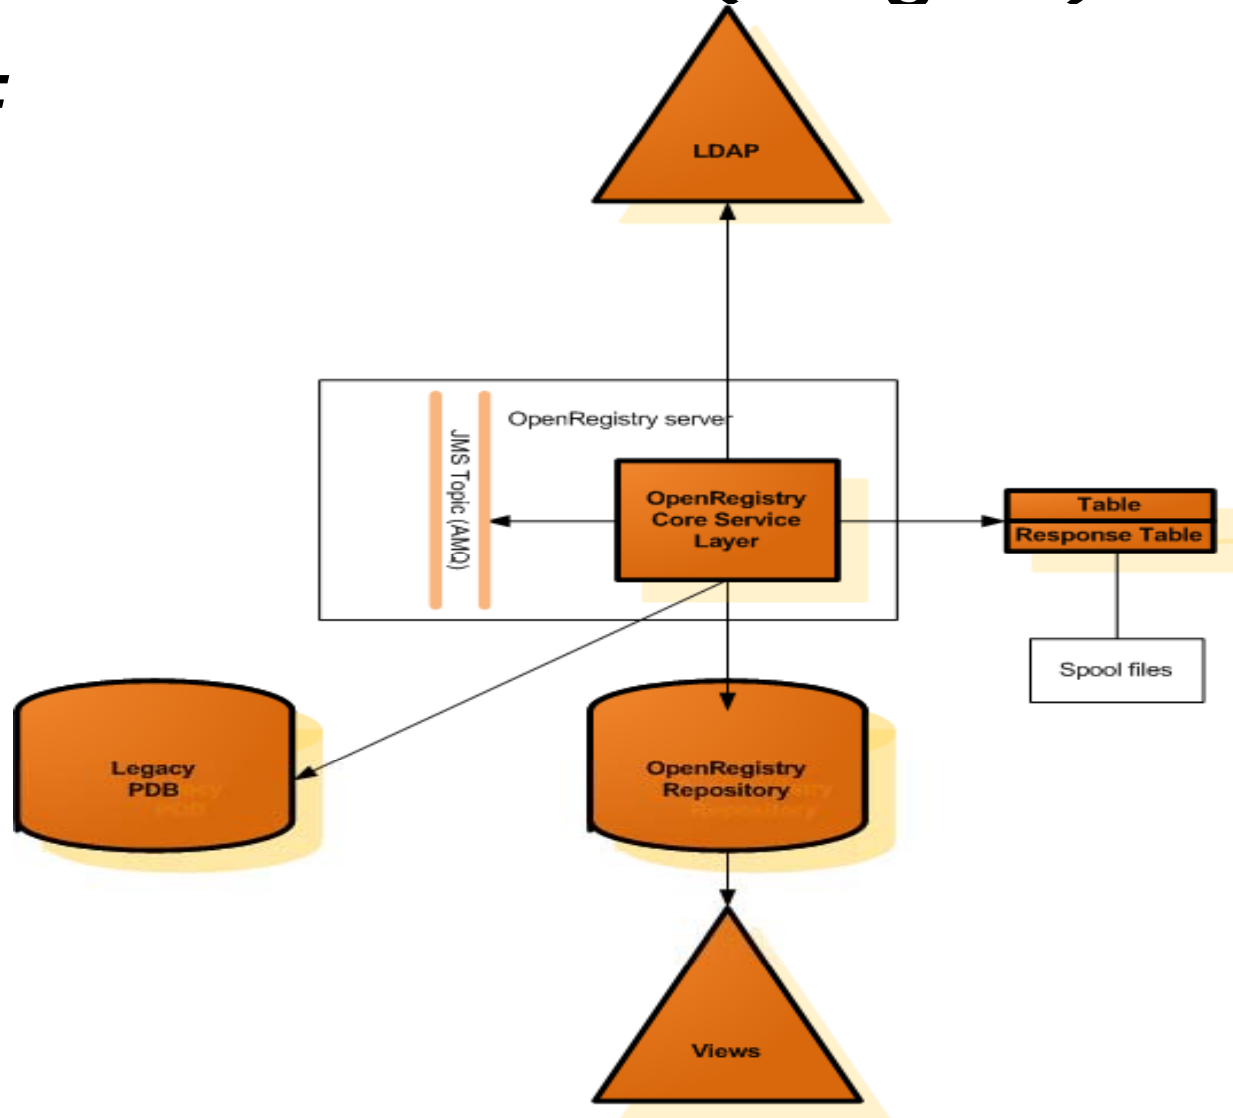 LDAP
OpenRegistry server
JMS Topic (AMQ)
OpenRegistry
Core Service
Layer
Table
Response Table
Spool files
Legacy
PDB
OpenRegistry
Repository
Views